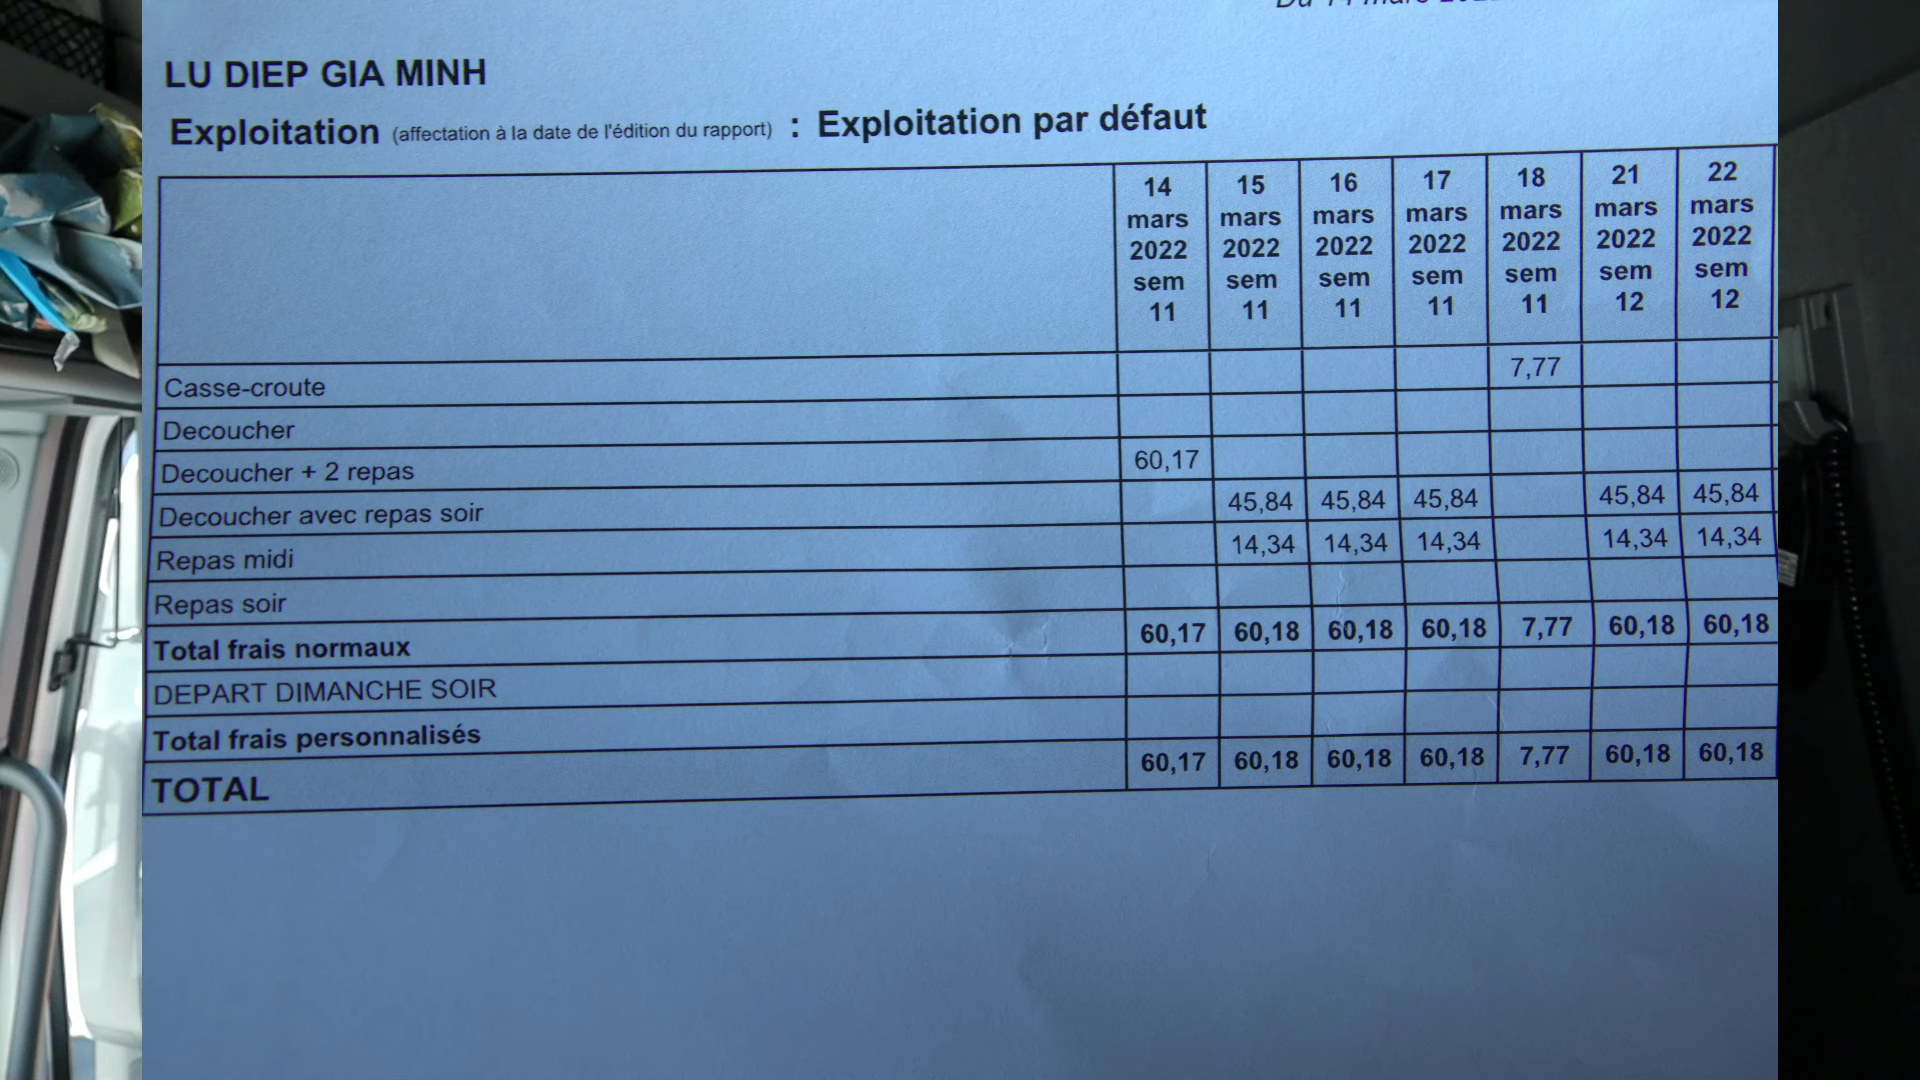 LU DIEP GIA MINH
Exploitation (affectation à la date de l'édition du rapport) : Exploitation par défaut
14 mars 2022 sem 11 15 mars 2022 sem 11 16 mars 2022 sem 11 17 mars 2022 sem 11 18 mars 2022 sem 11 21 mars 2022 sem 12 22 mars 2022 sem 12
Casse-croute 7,77
Decoucher
Decoucher + 2 repas 60,17
Decoucher avec repas soir 45,84 45,84 45,84 45,84 45,84
Repas midi 14,34 14,34 14,34 14,34 14,34
Repas soir
Total frais normaux 60,17 60,18 60,18 60,18 7,77 60,18 60,18
DEPART DIMANCHE SOIR
Total frais personnalisés
TOTAL 60,17 60,18 60,18 60,18 7,77 60,18 60,18